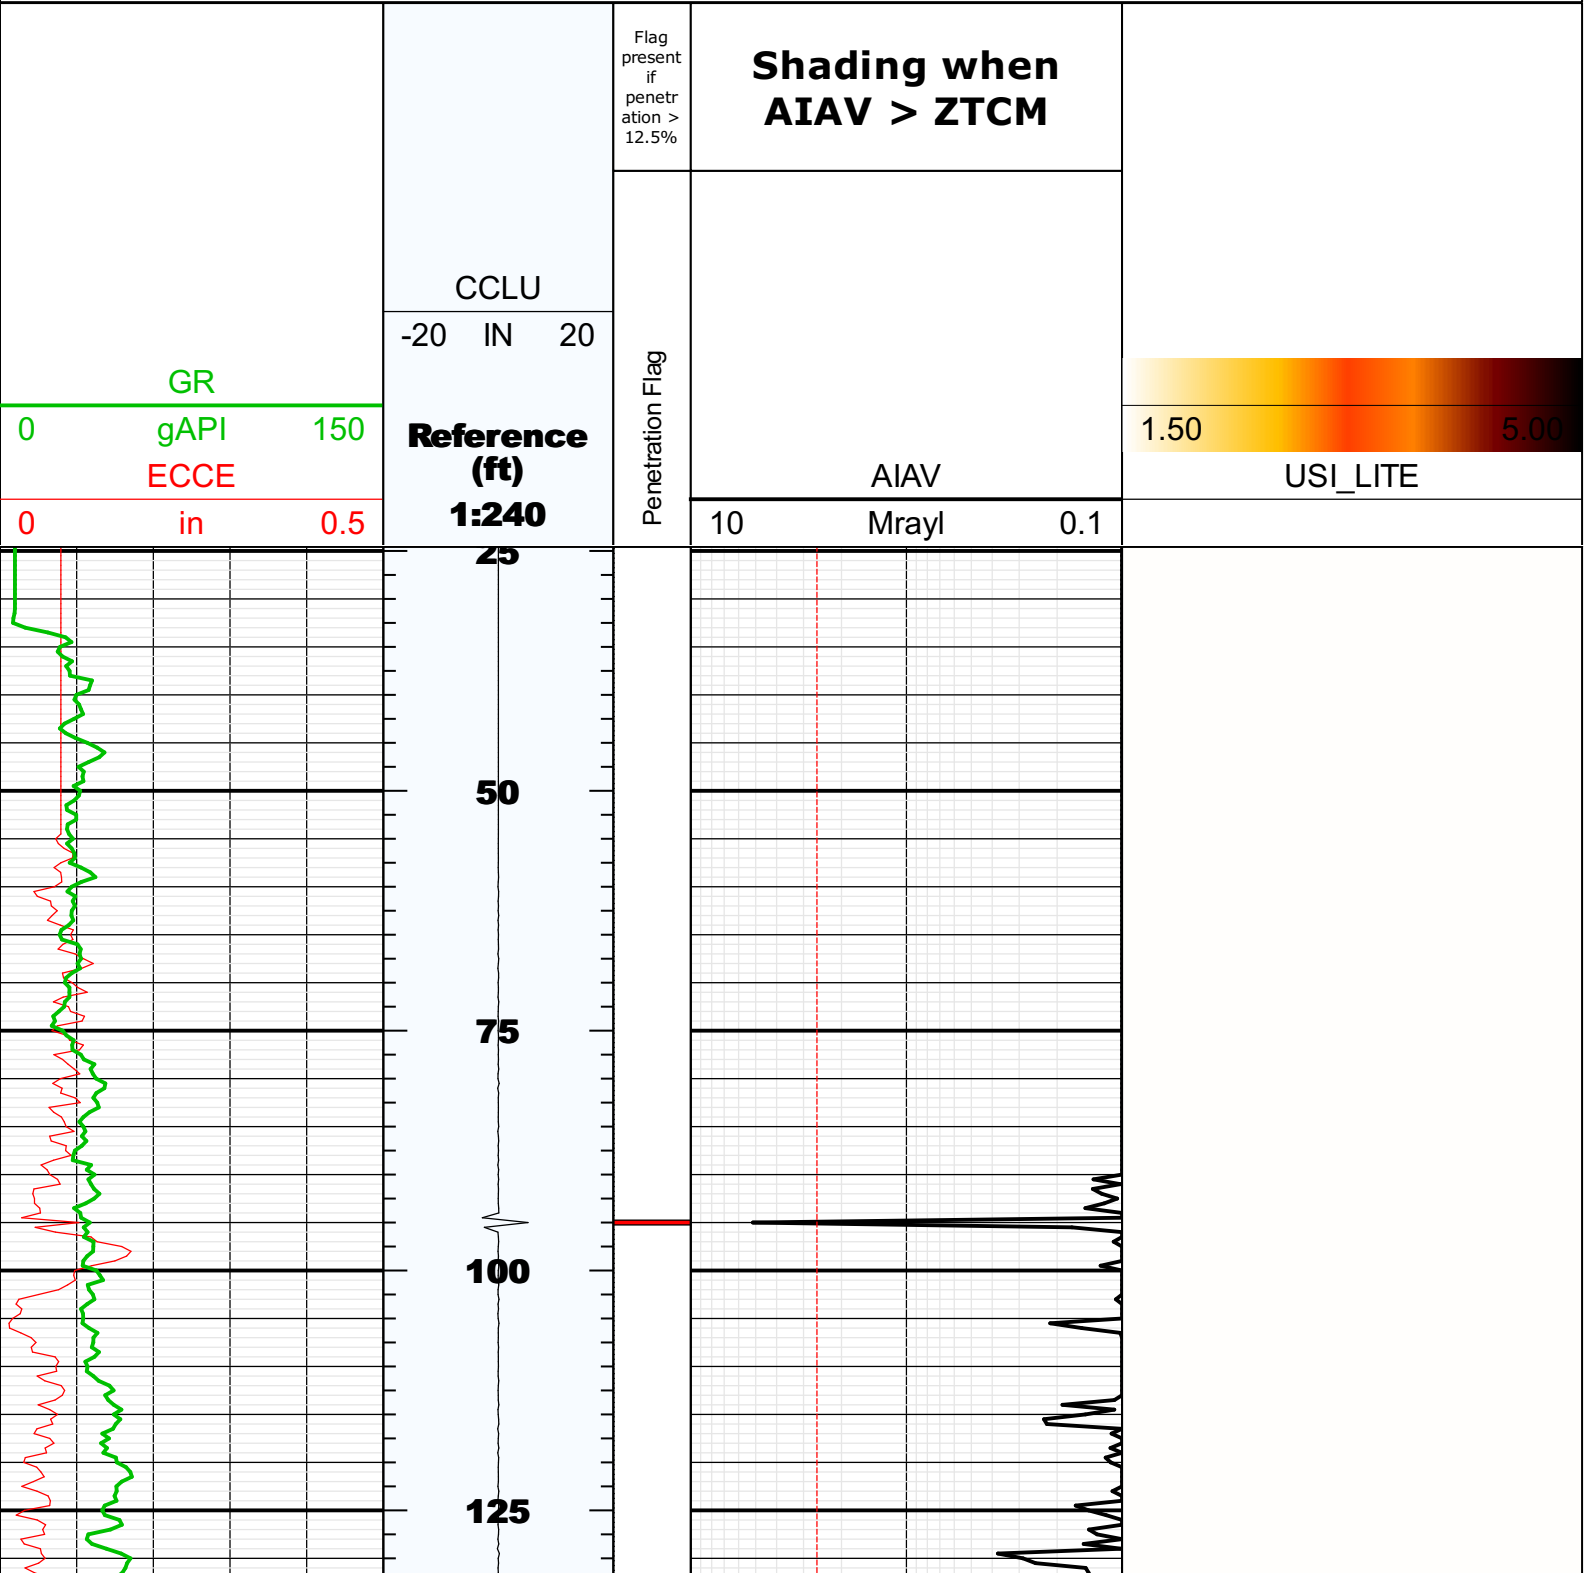 GR
0 gAPI 150
ECCE
0 in 0.5
CCLU
-20 IN 20
Reference
(ft)
1:240
Flag
present
if
penetr
ation >
12.5%
Penetration Flag
Shading when
AIAV > ZTCM
AIAV
10 Mrayl 0.1
1.50 5.00
USI_LITE
25
50
75
100
125